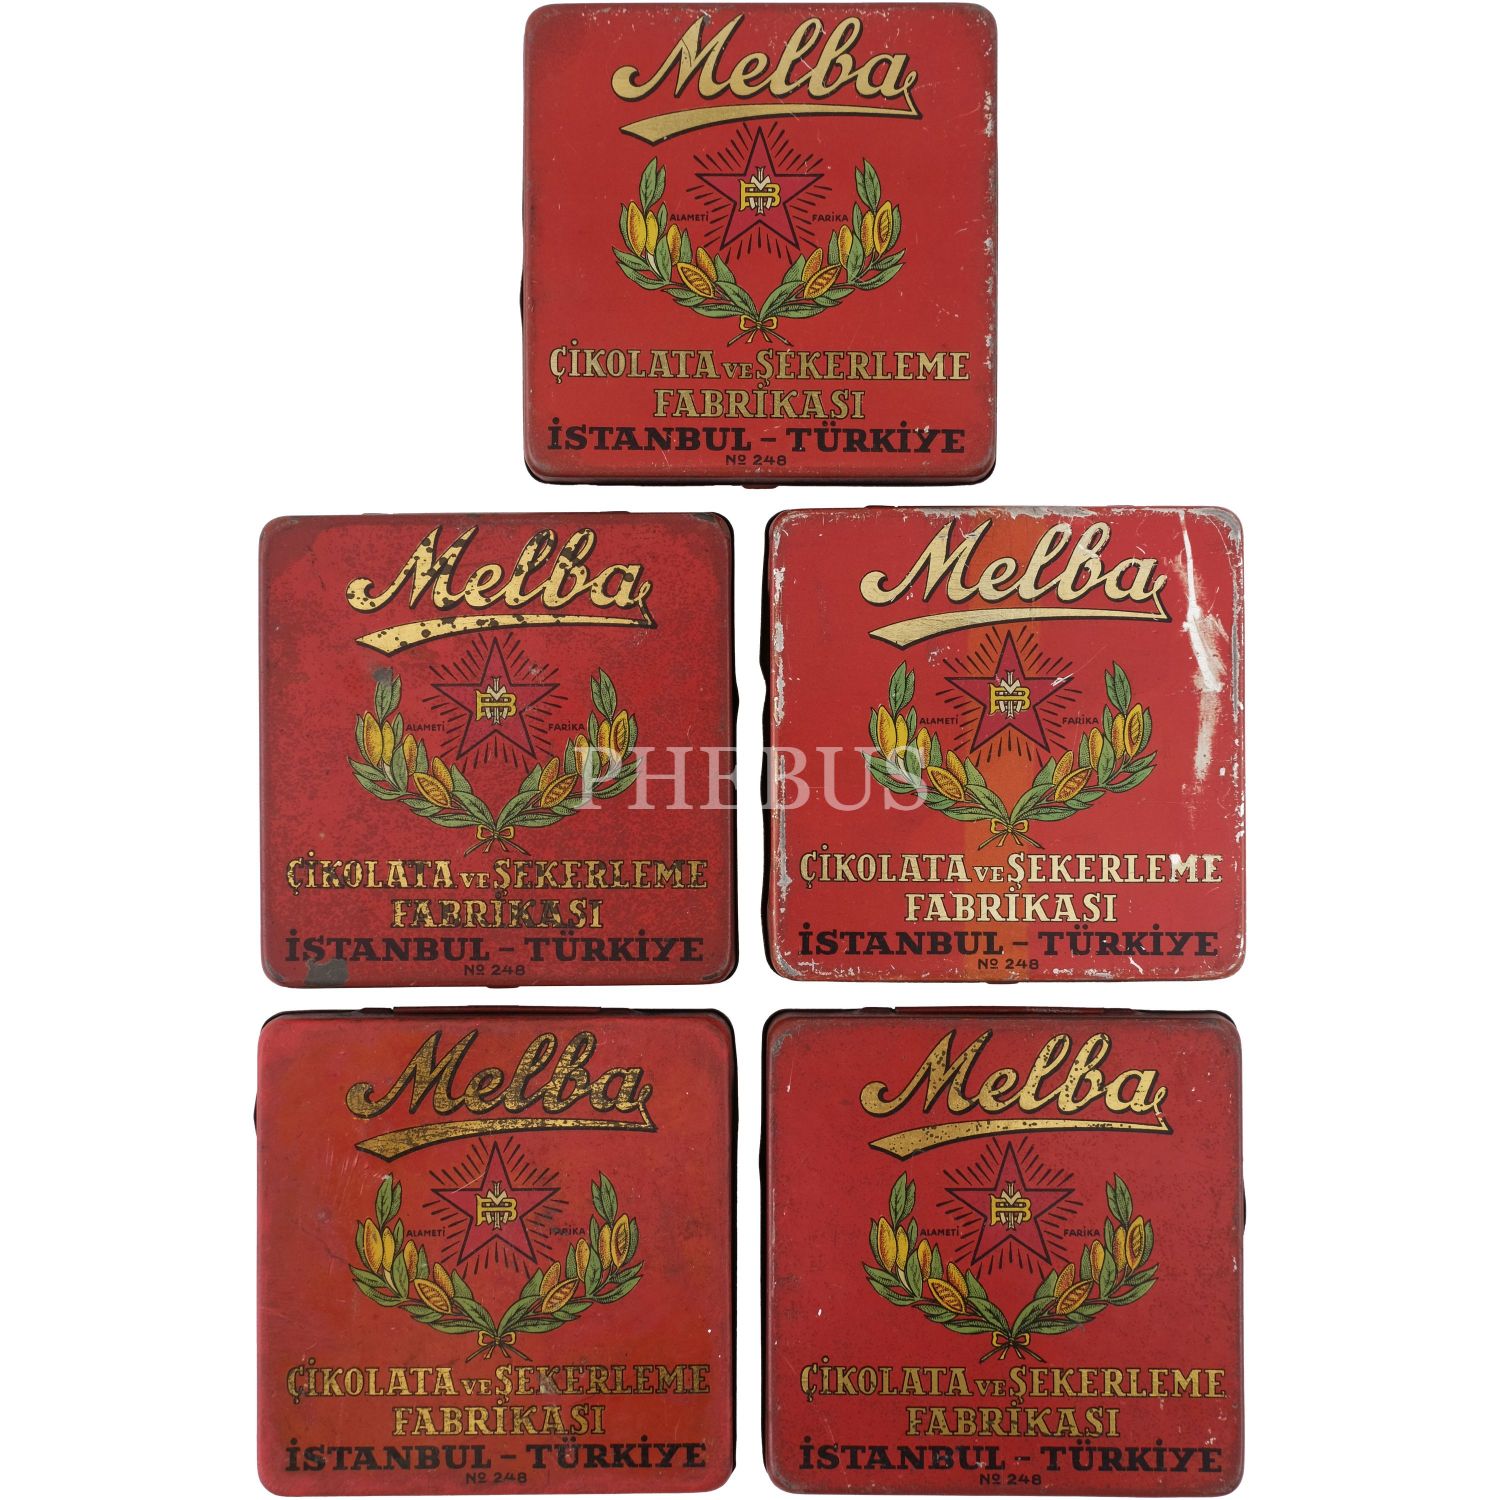 Melba
ALAMETİ FARİKA
ÇİKOLATA VE ŞEKERLEME
FABRİKASI
İSTANBUL - TÜRKİYE
Nº 248
Melba
ALAMETİ FARİKA
ÇİKOLATA VE ŞEKERLEME
FABRİKASI
İSTANBUL - TÜRKİYE
Nº 248
Melba
ALAMETİ FARİKA
ÇİKOLATA VE ŞEKERLEME
FABRİKASI
İSTANBUL - TÜRKİYE
Nº 248
PHEBUS
Melba
ALAMETİ FARİKA
ÇİKOLATA VE ŞEKERLEME
FABRİKASI
İSTANBUL - TÜRKİYE
Nº 248
Melba
ALAMETİ FARİKA
ÇİKOLATA VE ŞEKERLEME
FABRİKASI
İSTANBUL - TÜRKİYE
Nº 248